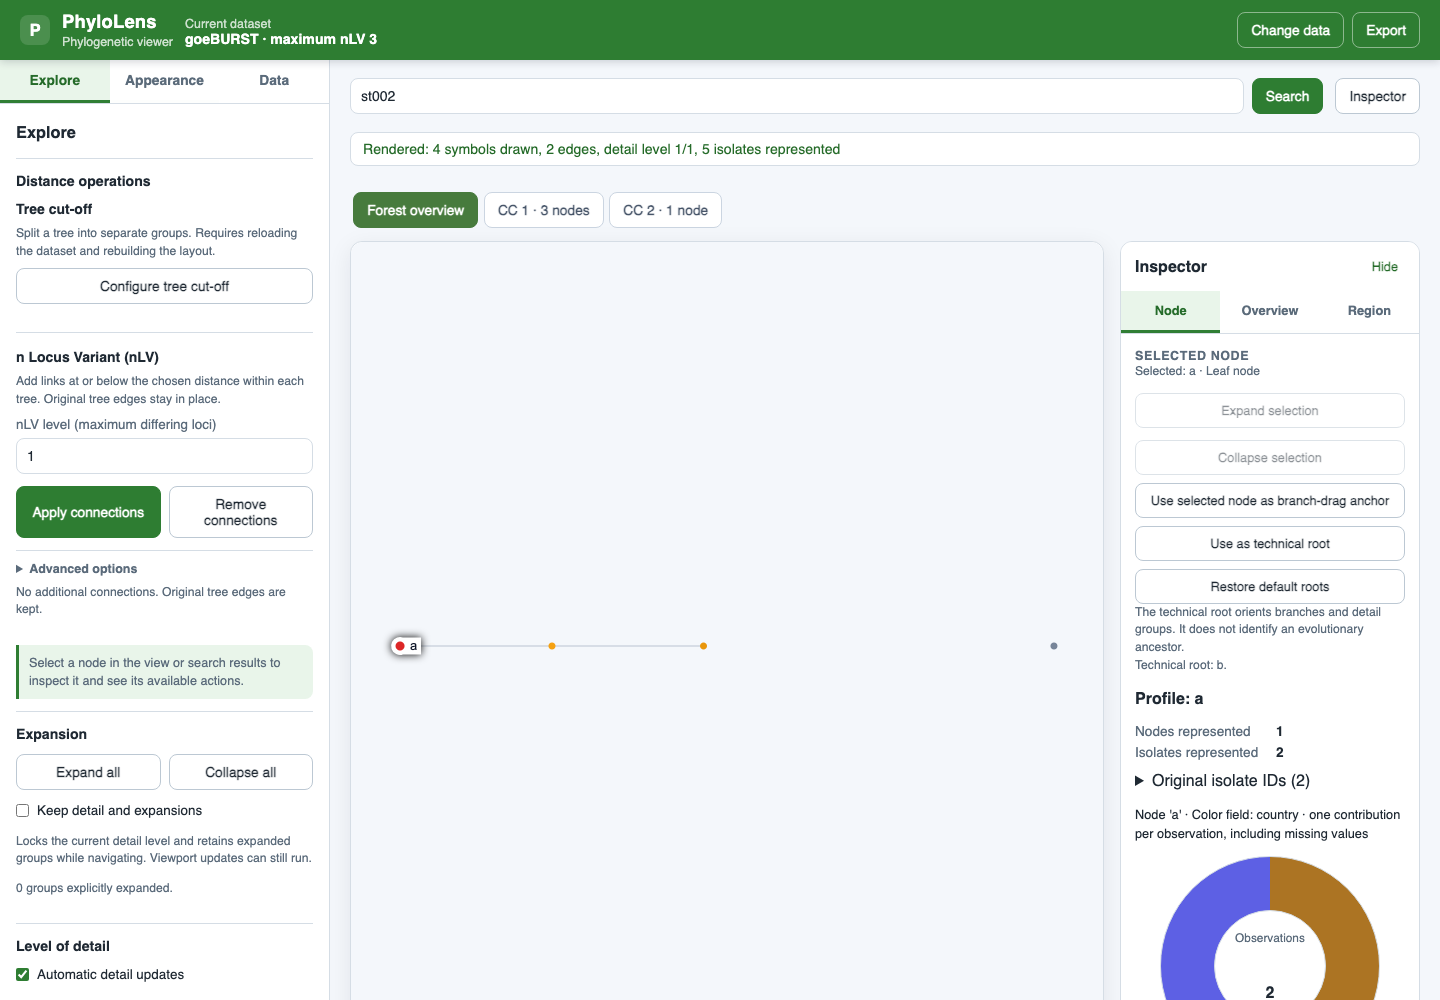 P
PhyloLens
Phylogenetic viewer
Current dataset
goeBURST · maximum nLV 3
Change data
Export
Explore
Appearance
Data
Explore
Distance operations
Tree cut-off
Split a tree into separate groups. Requires reloading
the dataset and rebuilding the layout.
Configure tree cut-off
n Locus Variant (nLV)
Add links at or below the chosen distance within each
tree. Original tree edges stay in place.
nLV level (maximum differing loci)
1
Apply connections
Remove
connections
Advanced options
No additional connections. Original tree edges are
kept.
Select a node in the view or search results to
inspect it and see its available actions.
Expansion
Expand all
Collapse all
Keep detail and expansions
Locks the current detail level and retains expanded
groups while navigating. Viewport updates can still run.
0 groups explicitly expanded.
Level of detail
Automatic detail updates
st002
Search
Inspector
Rendered: 4 symbols drawn, 2 edges, detail level 1/1, 5 isolates represented
Forest overview
CC 1 · 3 nodes
CC 2 · 1 node
a
Inspector
Hide
Node
Overview
Region
SELECTED NODE
Selected: a · Leaf node
Expand selection
Collapse selection
Use selected node as branch-drag anchor
Use as technical root
Restore default roots
The technical root orients branches and detail
groups. It does not identify an evolutionary
ancestor.
Technical root: b.
Profile: a
Nodes represented 1
Isolates represented 2
Original isolate IDs (2)
Node 'a' · Color field: country · one contribution
per observation, including missing values
Observations
2